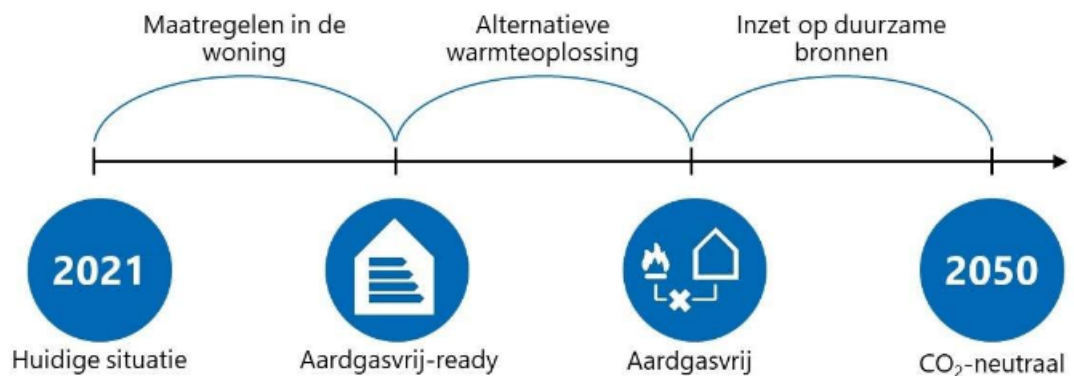 Maatregelen in de
woning
Alternatieve
warmteoplossing
Inzet op duurzame
bronnen
2021
2050
Huidige situatie
Aardgasvrij-ready
Aardgasvrij
CO₂-neutraal